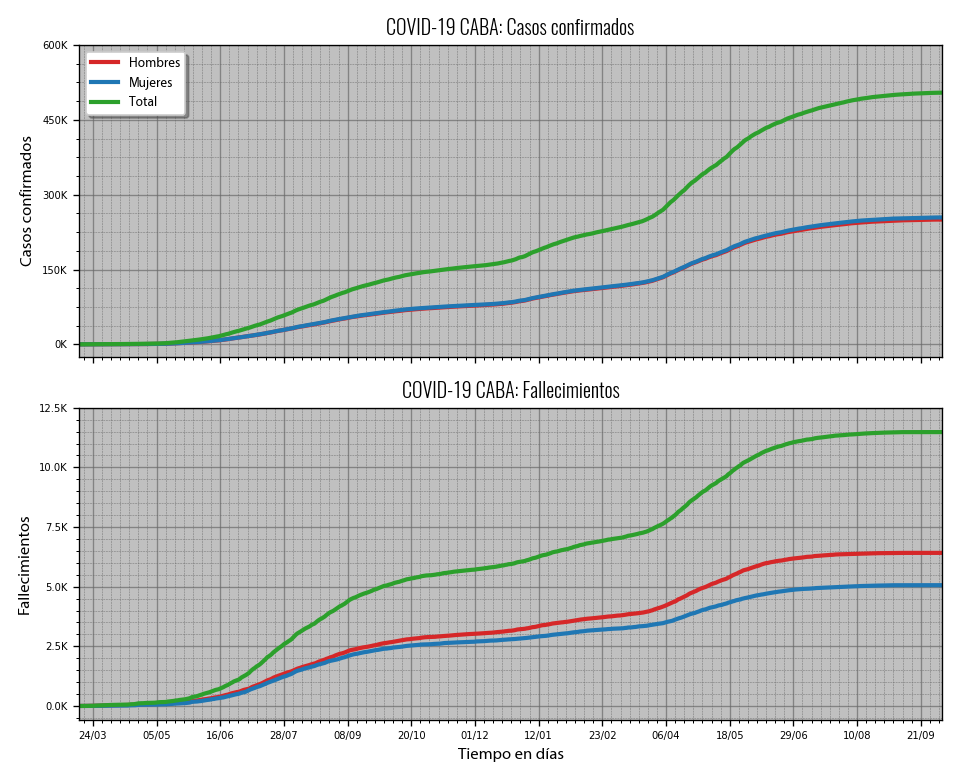 COVID-19 CABA: Casos confirmados
600K
450K
300K
150K
0K
Casos confirmados
Hombres
Mujeres
Total
COVID-19 CABA: Fallecimientos
12.5K
10.0K
7.5K
5.0K
2.5K
0.0K
Fallecimientos
24/03 05/05 16/06 28/07 08/09 20/10 01/12 12/01 23/02 06/04 18/05 29/06 10/08 21/09
Tiempo en días